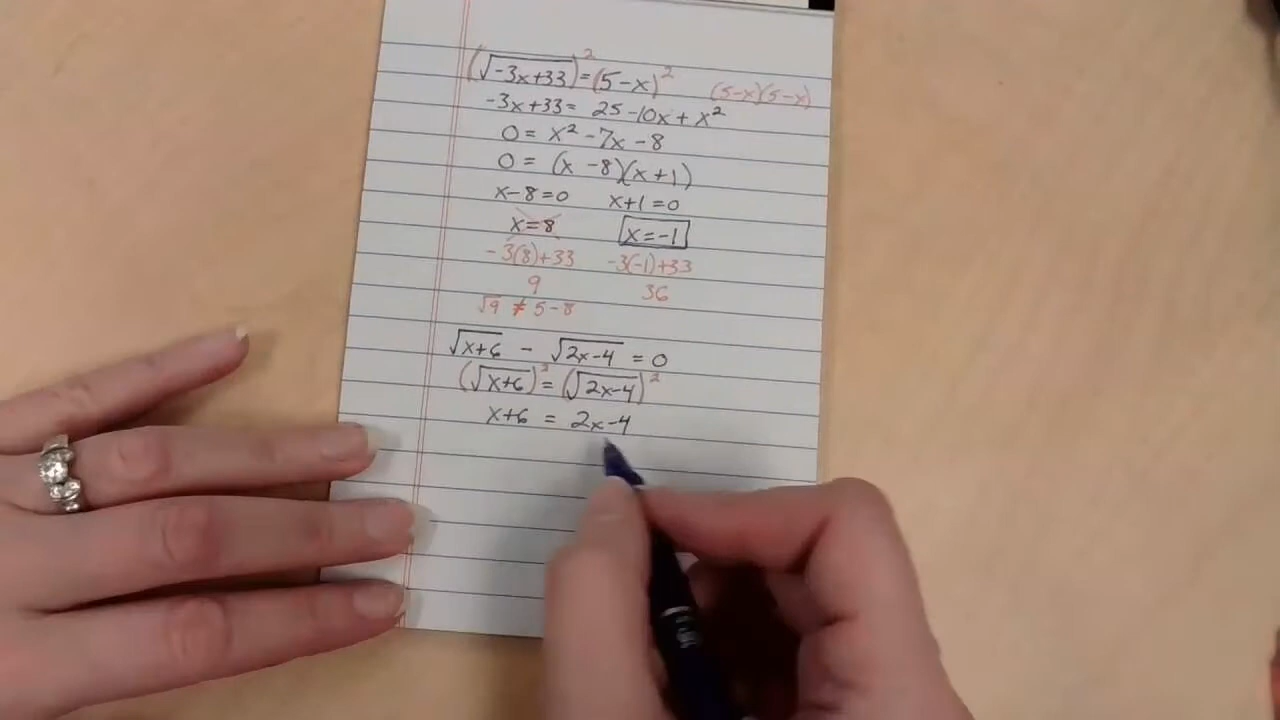 (√-3x+33)² = (5-x)² (5-x)(5-x)
-3x+33 = 25-10x+x²
0 = x²-7x-8
0 = (x-8)(x+1)
x-8=0 x+1=0
x=8 x=-1
-3(8)+33 -3(-1)+33
9 36
√9 ≠ 5-8
√x+6 - √2x-4 = 0
(√x+6)² = (√2x-4)²
x+6 = 2x-4